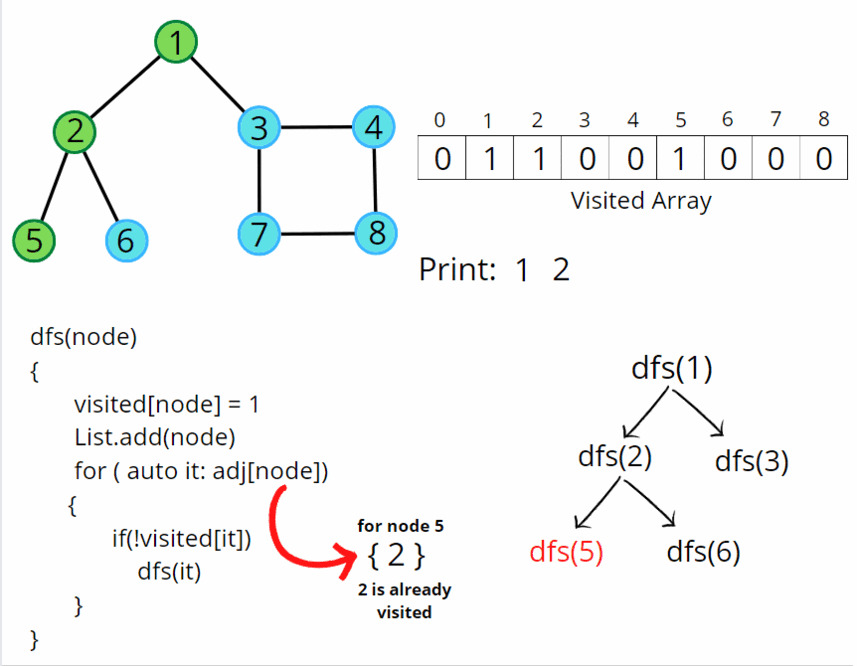 1
2
3
4
5
6
7
8
0 1 2 3 4 5 6 7 8
0 1 1 0 0 1 0 0 0
Visited Array
Print: 1 2
dfs(node)
{
visited[node] = 1
List.add(node)
for ( auto it: adj[node])
{
if(!visited[it])
dfs(it)
}
}
for node 5
{ 2 }
2 is already
visited
dfs(1)
dfs(2)
dfs(3)
dfs(5)
dfs(6)